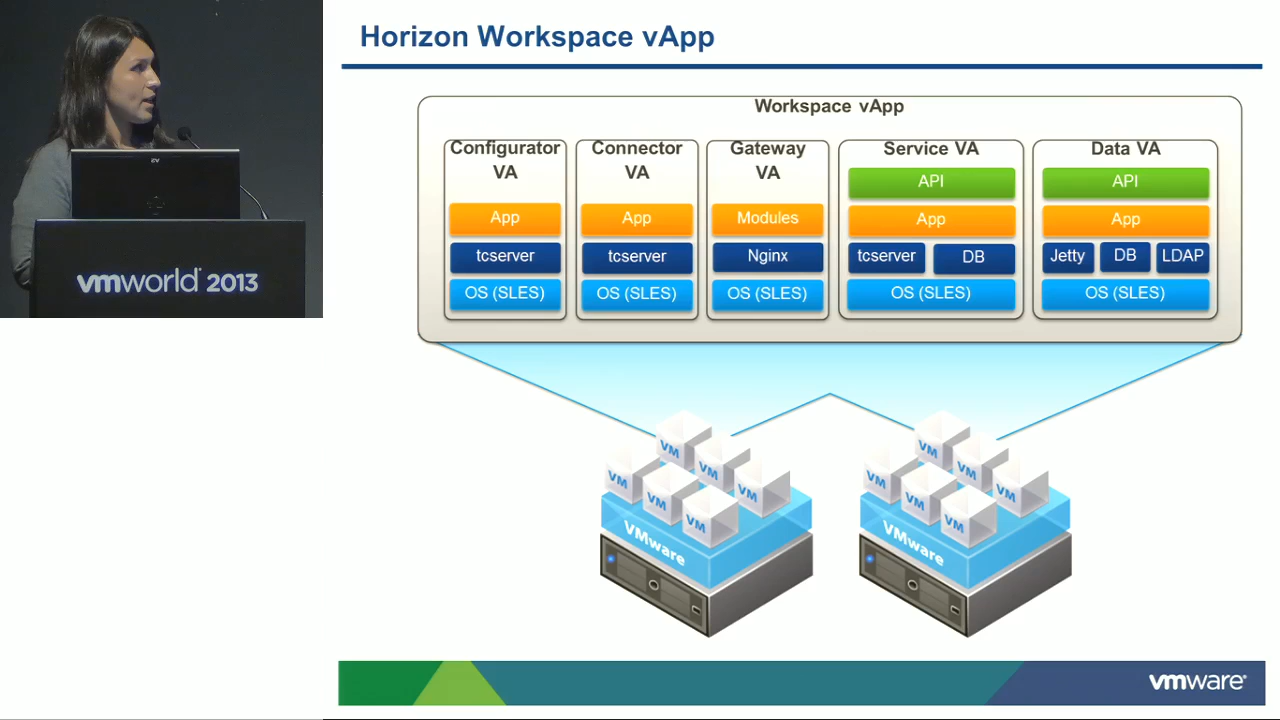 Horizon Workspace vApp
Workspace vApp
Configurator VA
Connector VA
Gateway VA
Service VA
Data VA
API
API
App
App
Modules
App
App
tcserver
tcserver
Nginx
tcserver
DB
Jetty
DB
LDAP
OS (SLES)
OS (SLES)
OS (SLES)
OS (SLES)
OS (SLES)
vmworld® 2013
VM
VM
VM
VM
VM
VM
VMware
VM
VM
VM
VM
VM
VM
VMware
vmware®